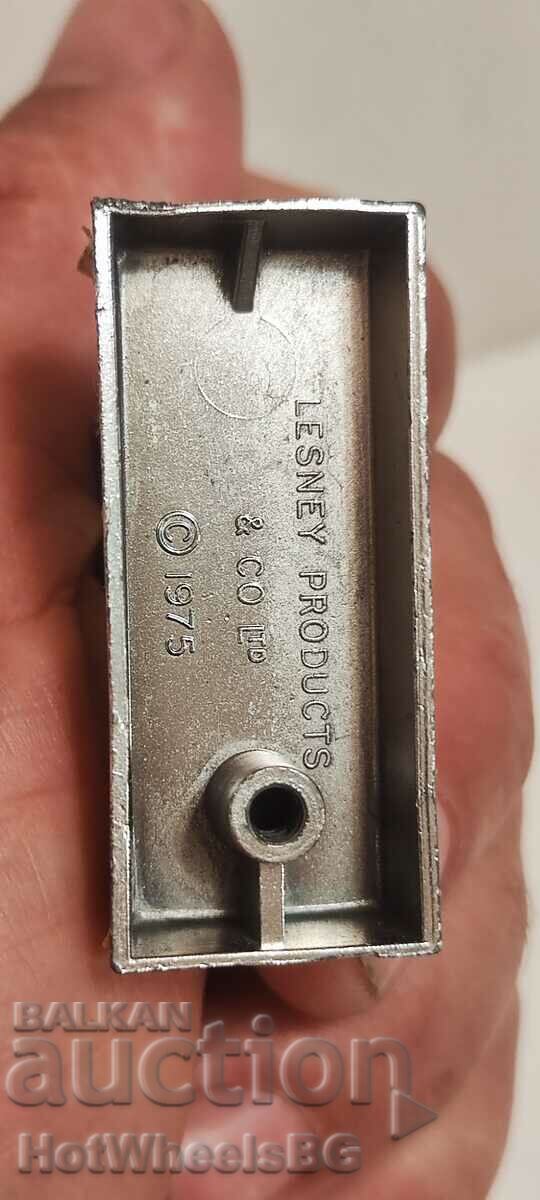 LESNEY PRODUCTS
& CO LTD
© 1975
BALKAN
auction
HotWheelsBG